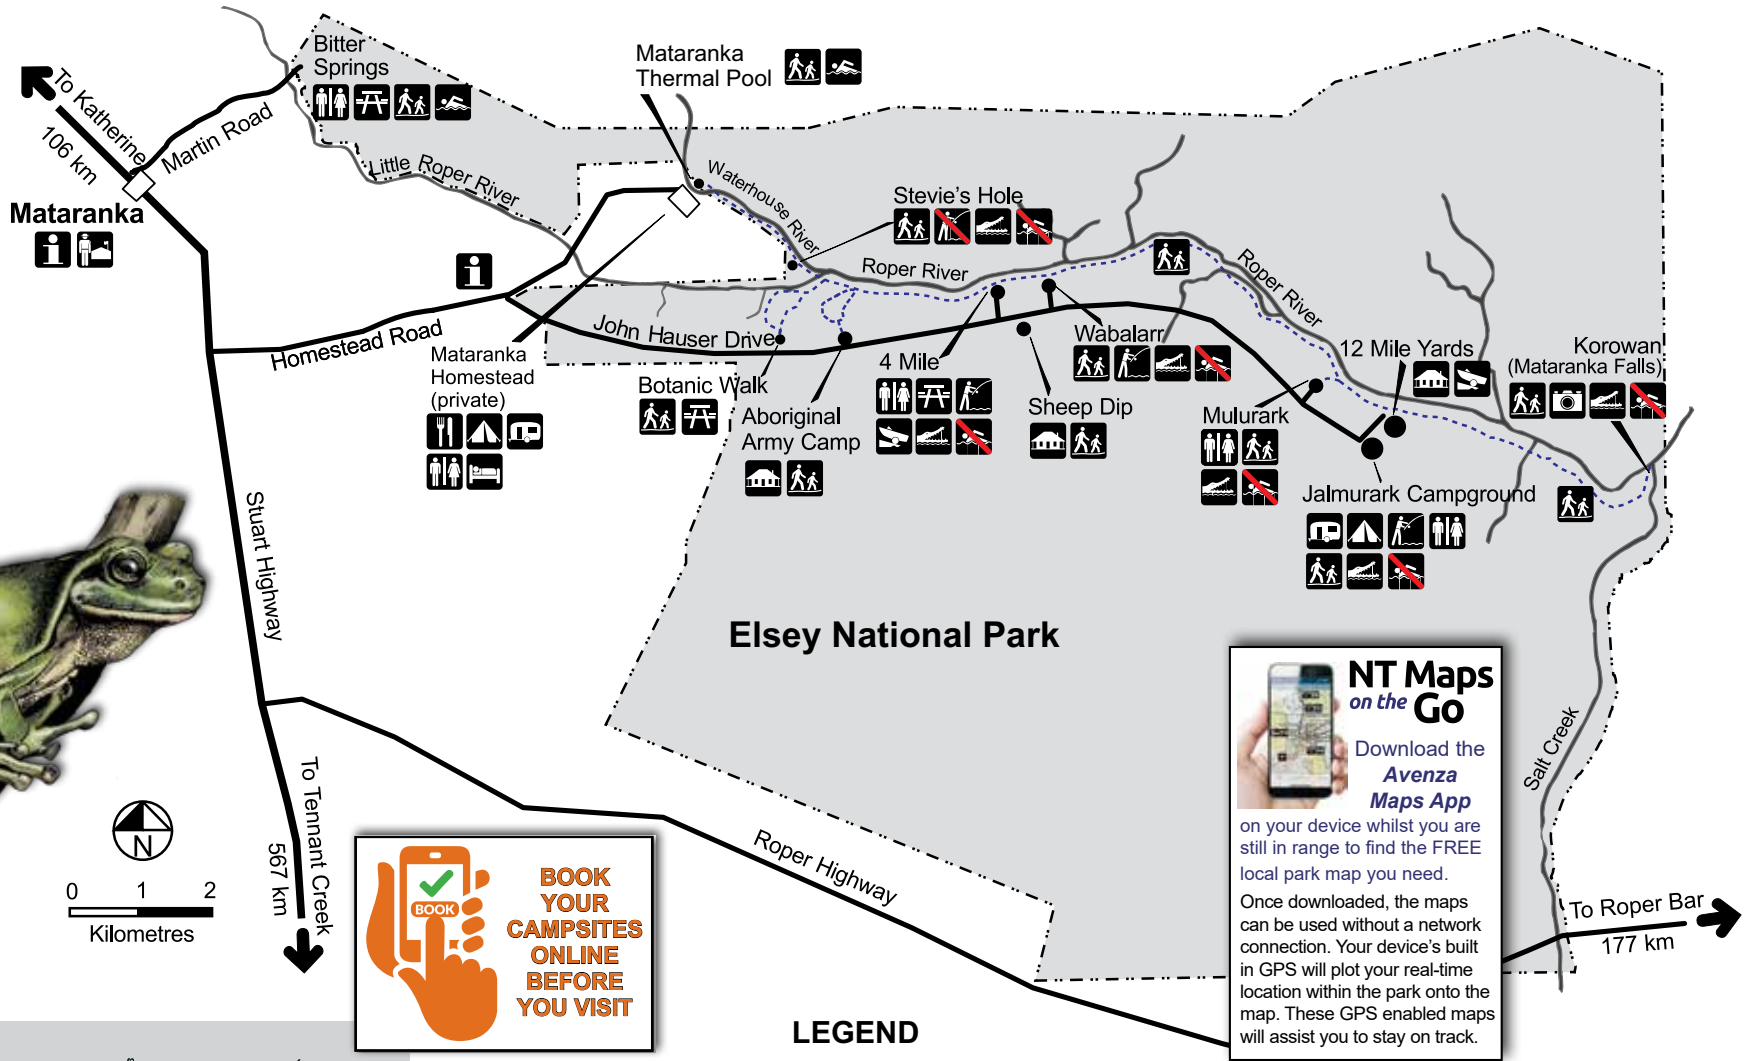 Bitter
Springs
Mataranka
Thermal Pool
To Katherine
106 km
Martin Road
Little Roper River
Waterhouse River
Stevie's Hole
Mataranka
Roper River
Roper River
Homestead Road
John Hauser Drive
Mataranka
Homestead
(private)
Botanic Walk
Aboriginal
Army Camp
4 Mile
Sheep Dip
Wabalarr
Mulurark
12 Mile Yards
Korowan
(Mataranka Falls)
Jalmurark Campground
Stuart Highway
Elsey National Park
Salt Creek
To Tennant Creek
567 km
Roper Highway
To Roper Bar
177 km
N
0 1 2
Kilometres
BOOK
BOOK
YOUR
CAMPSITES
ONLINE
BEFORE
YOU VISIT
NT Maps
on the Go
Download the
Avenza
Maps App
on your device whilst you are
still in range to find the FREE
local park map you need.
Once downloaded, the maps
can be used without a network
connection. Your device's built
in GPS will plot your real-time
location within the park onto the
map. These GPS enabled maps
will assist you to stay on track.
LEGEND